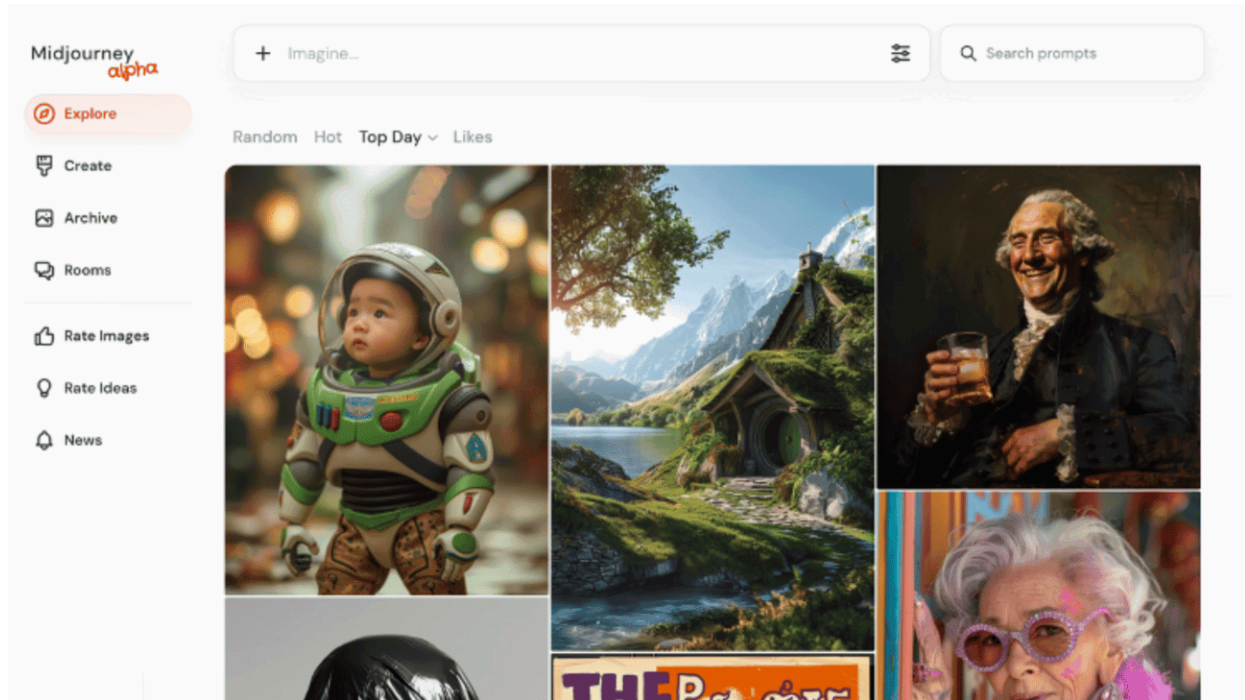 Midjourney
alpha
Imagine...
Search prompts
Explore
Create
Archive
Rooms
Rate Images
Rate Ideas
News
Random Hot Top Day Likes
THE